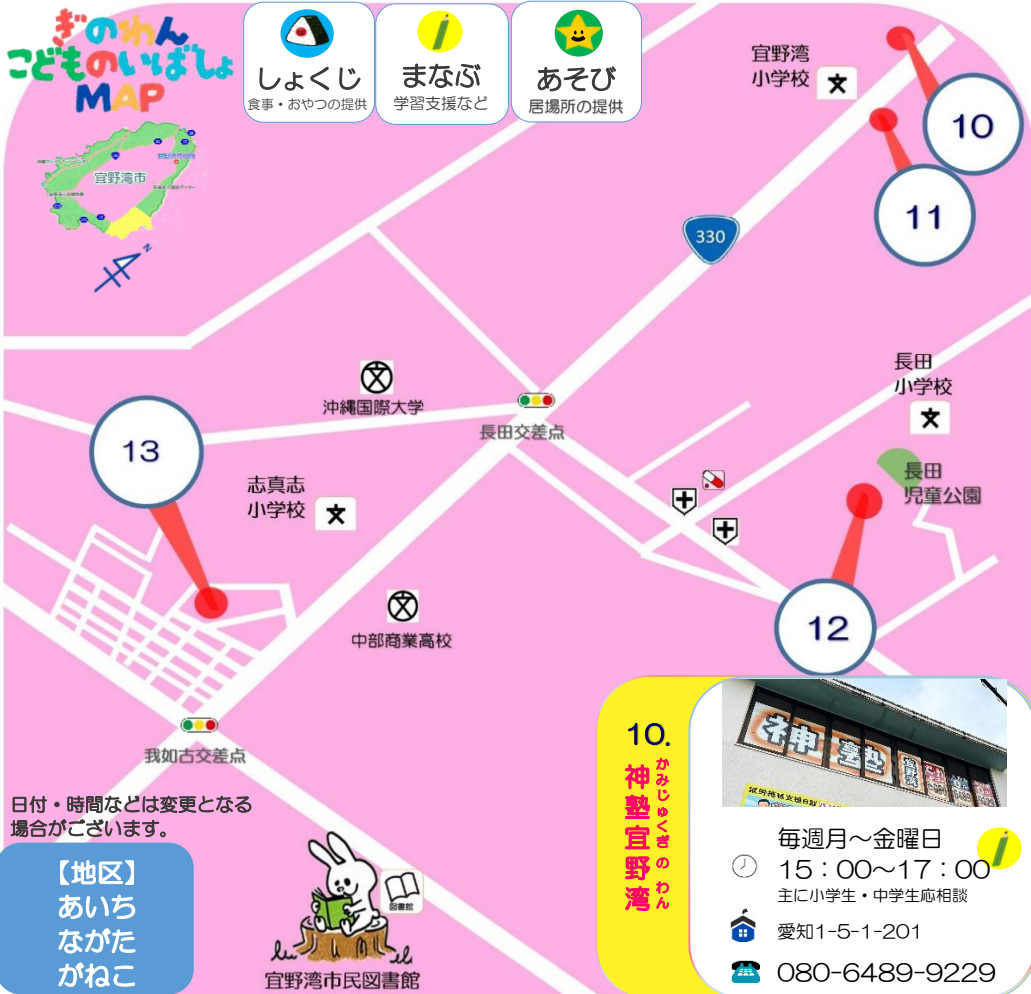 ぎのわん
こどものいばしょ
MAP
しょくじ
食事・おやつの提供
まなぶ
学習支援など
あそび
居場所の提供
宜野湾市
N
宜野湾
小学校
文
10
11
330
長田
小学校
文
長田
児童公園
文
沖縄国際大学
長田交差点
13
志真志
小学校
文
文
中部商業高校
12
我如古交差点
日付・時間などは変更となる
場合がございます。
【地区】
あいち
ながた
がねこ
図書館
宜野湾市民図書館
10.
神塾宜野湾
かみじゅくぎのわん
神塾
宜野湾
毎週月～金曜日
15：00～17：00
主に小学生・中学生応相談
愛知1-5-1-201
080-6489-9229